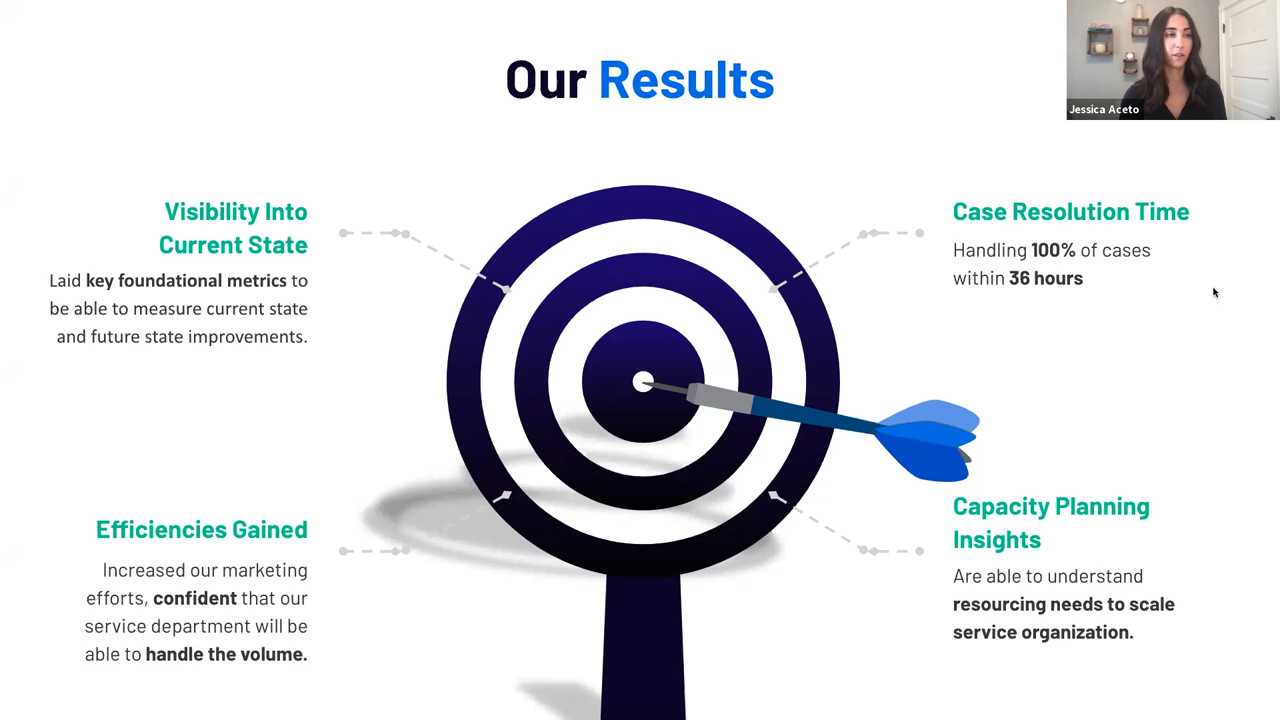 Our Results
Jessica Aceto
Visibility Into
Current State
Laid key foundational metrics to
be able to measure current state
and future state improvements.
Case Resolution Time
Handling 100% of cases
within 36 hours
Efficiencies Gained
Increased our marketing
efforts, confident that our
service department will be
able to handle the volume.
Capacity Planning
Insights
Are able to understand
resourcing needs to scale
service organization.